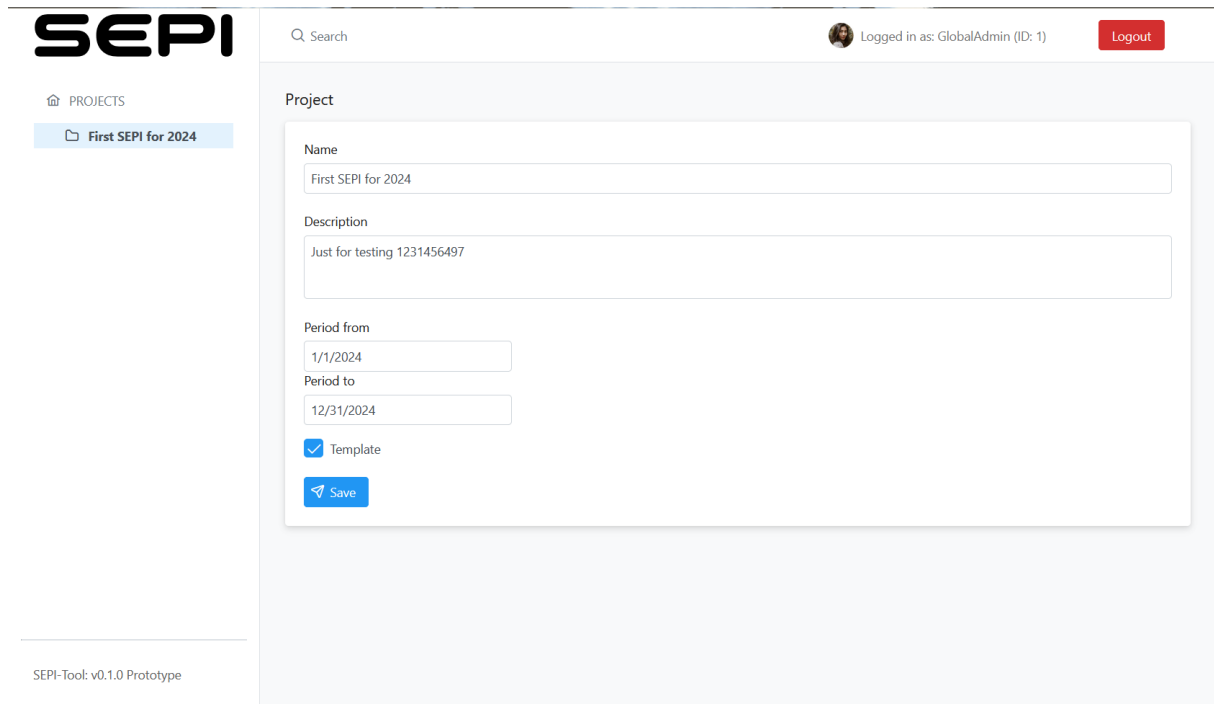 SEPI
Search
Logged in as: GlobalAdmin (ID: 1)
Logout
PROJECTS
First SEPI for 2024
Project
Name
First SEPI for 2024
Description
Just for testing 1231456497
Period from
1/1/2024
Period to
12/31/2024
Template
Save
SEPI-Tool: v0.1.0 Prototype